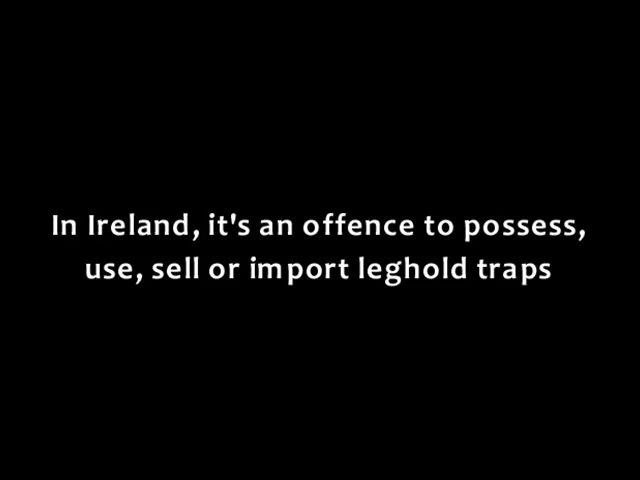 In Ireland, it's an offence to possess,
use, sell or import leghold traps